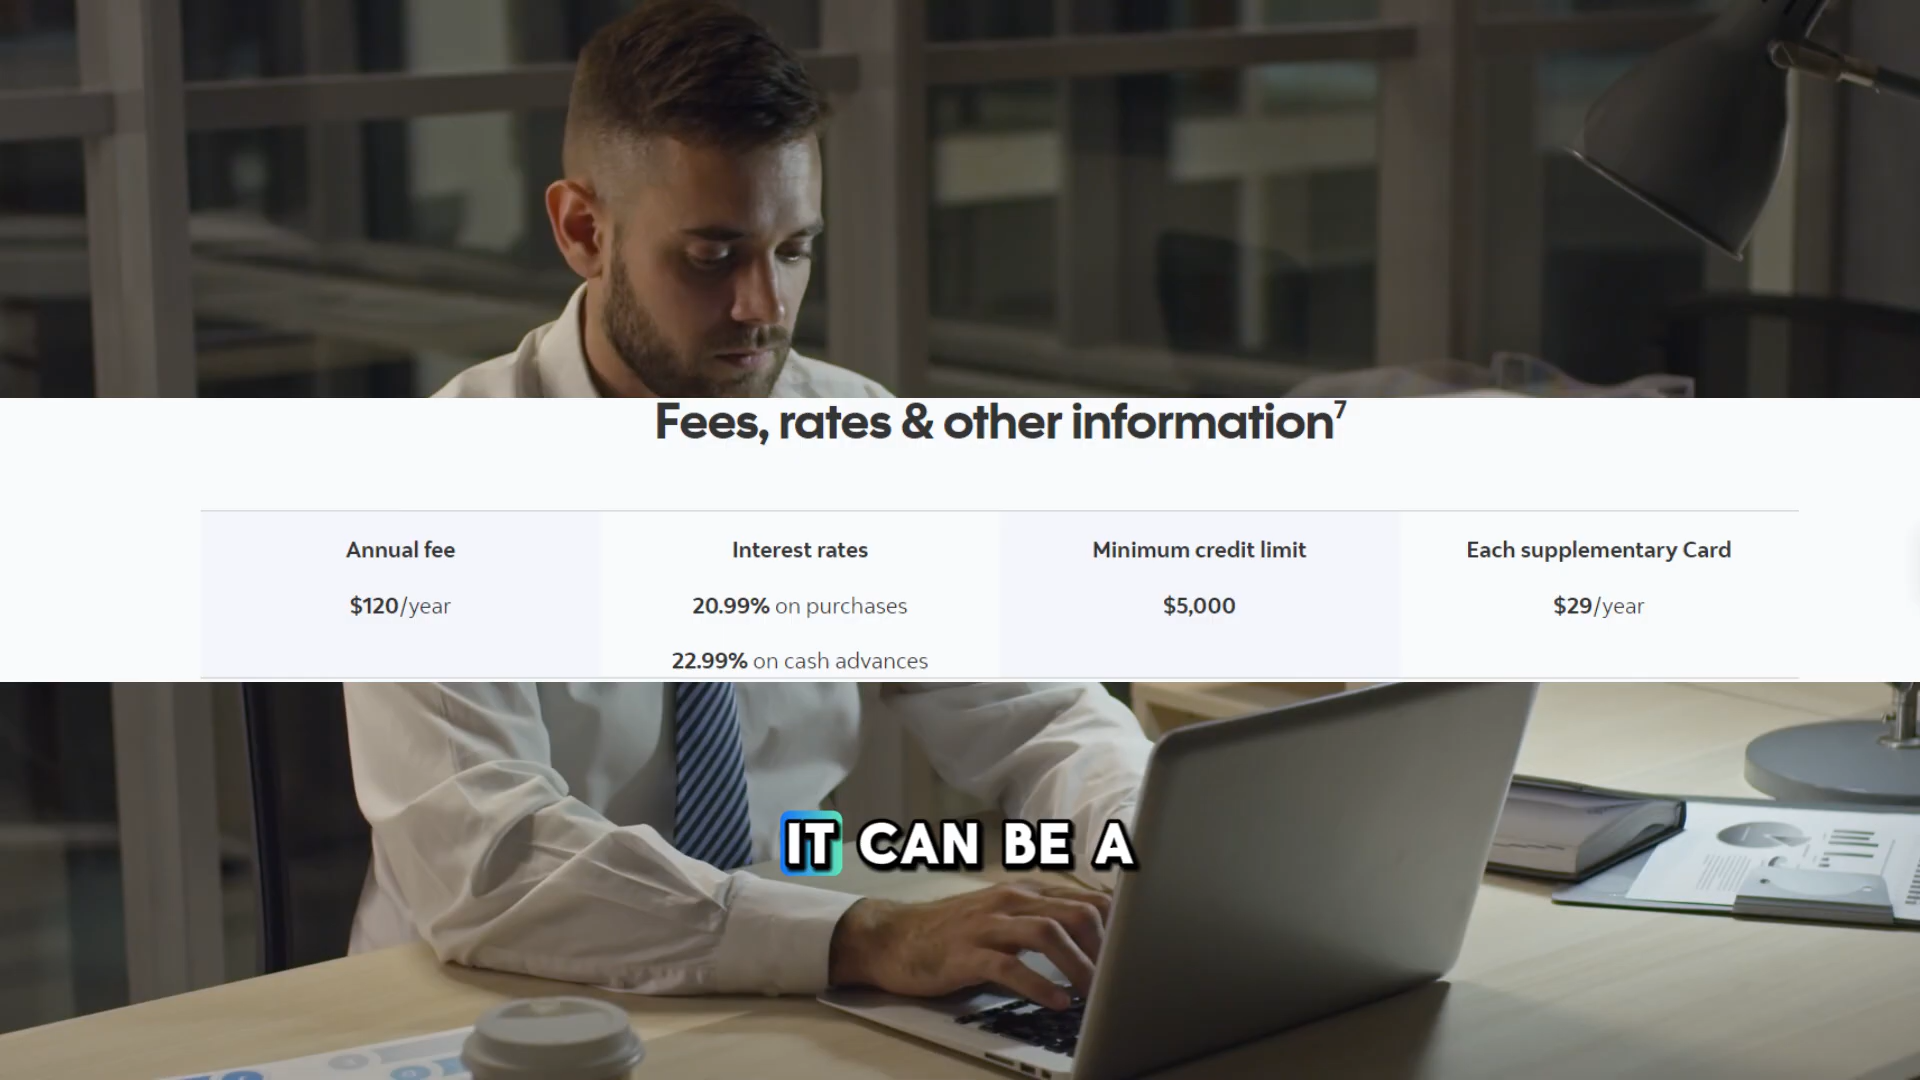 Fees, rates & other information7
Annual fee
Interest rates
Minimum credit limit
Each supplementary Card
$120/year
20.99% on purchases
$5,000
$29/year
22.99% on cash advances
IT CAN BE A